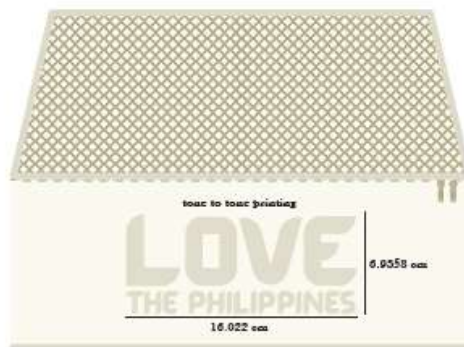 tone to tone printing
LOVE
THE PHILIPPINES
6.9358 cm
16.022 cm